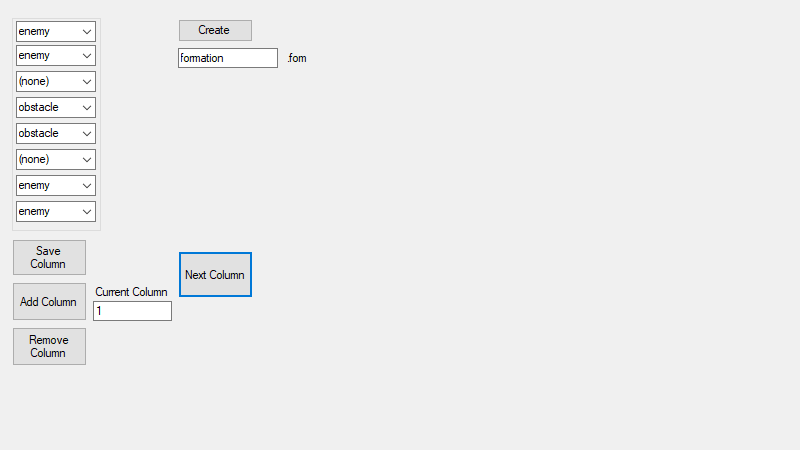 enemy
enemy
(none)
obstacle
obstacle
(none)
enemy
enemy
Create
formation .fom
Save
Column
Add Column
Remove
Column
Current Column
1
Next Column